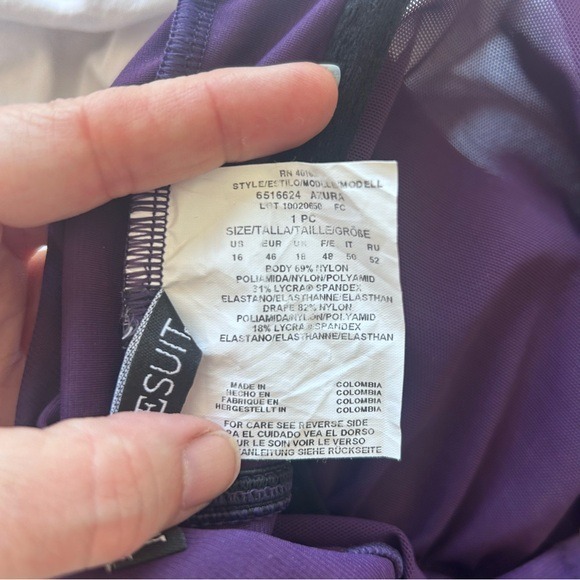 RN
STYLE/ESTILO/MODELE/MODELL
6516624 AZURA
LOT 10020650 FC
1 PC
SIZE/TALLA/TAILLE/GRÖßE
US EUR UK F/E IT RU
16 46 18 48 50 52
BODY 69% NYLON
POLIAMIDA/NYLON/POLYAMID
31% LYCRA® SPANDEX
ELASTANO/ELASTHANNE/ELASTHAN
DRAPE 82% NYLON
POLIAMIDA/NYLON/POLYAMID
18% LYCRA® SPANDEX
ELASTANO/ELASTHANNE/ELASTHAN
MADE IN COLOMBIA
HECHO EN COLOMBIA
FABRIQUE EN COLOMBIA
HERGESTELLT IN COLOMBIA
FOR CARE SEE REVERSE SIDE
PARA EL CUIDADO VEA EL DORSO
POUR LE SOIN VOIR LE VERSO
ANLEITUNG SIEHE RÜCKSEITE
ESUIT